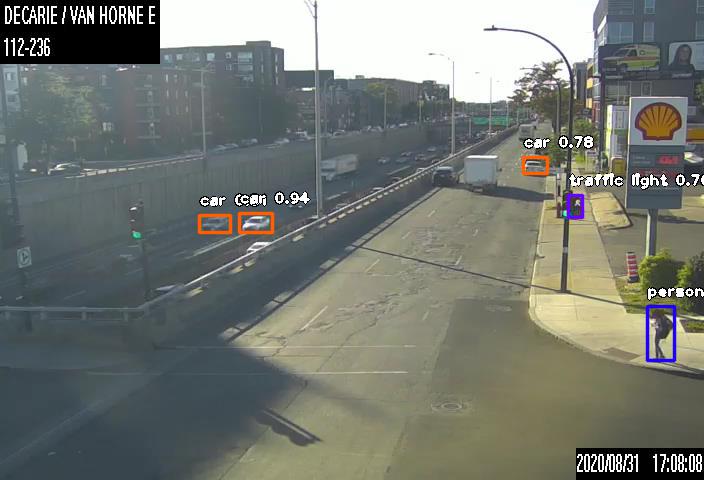 DECARIE / VAN HORNE E
112-236
car 0.78
traffic light 0.76
car
car 0.94
person
2020/08/31 17:08:08